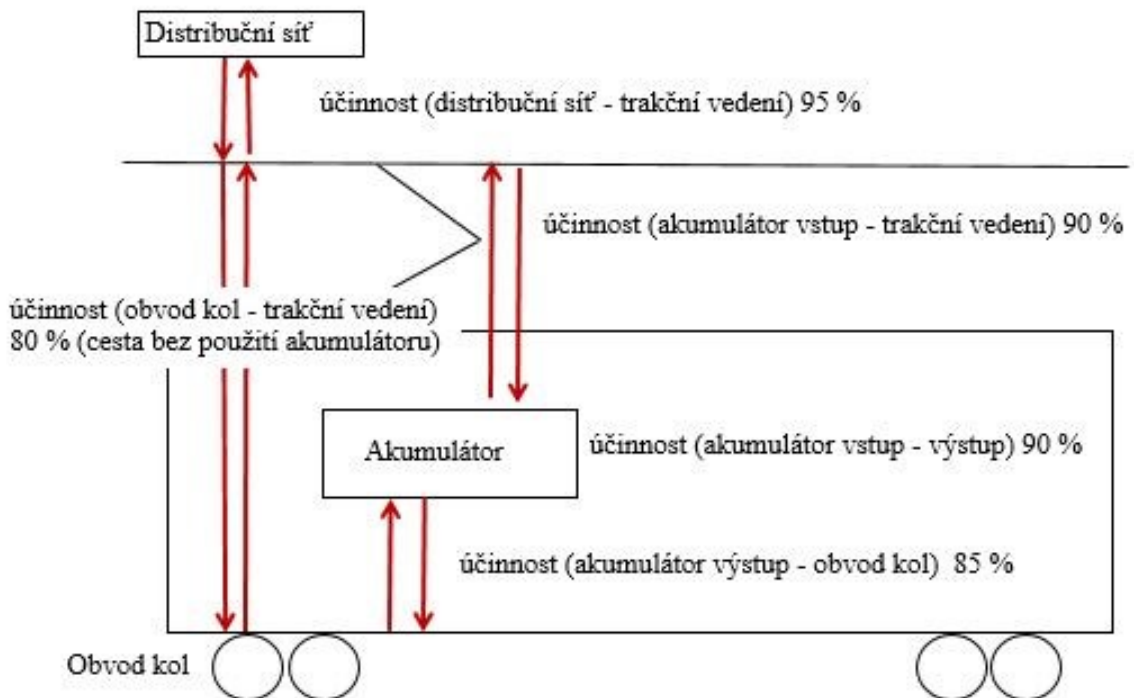 Distribuční síť
účinnost (distribuční síť - trakční vedení) 95 %
účinnost (akumulátor vstup - trakční vedení) 90 %
účinnost (obvod kol - trakční vedení)
80 % (cesta bez použití akumulátoru)
Akumulátor
účinnost (akumulátor vstup - výstup) 90 %
účinnost (akumulátor výstup - obvod kol) 85 %
Obvod kol